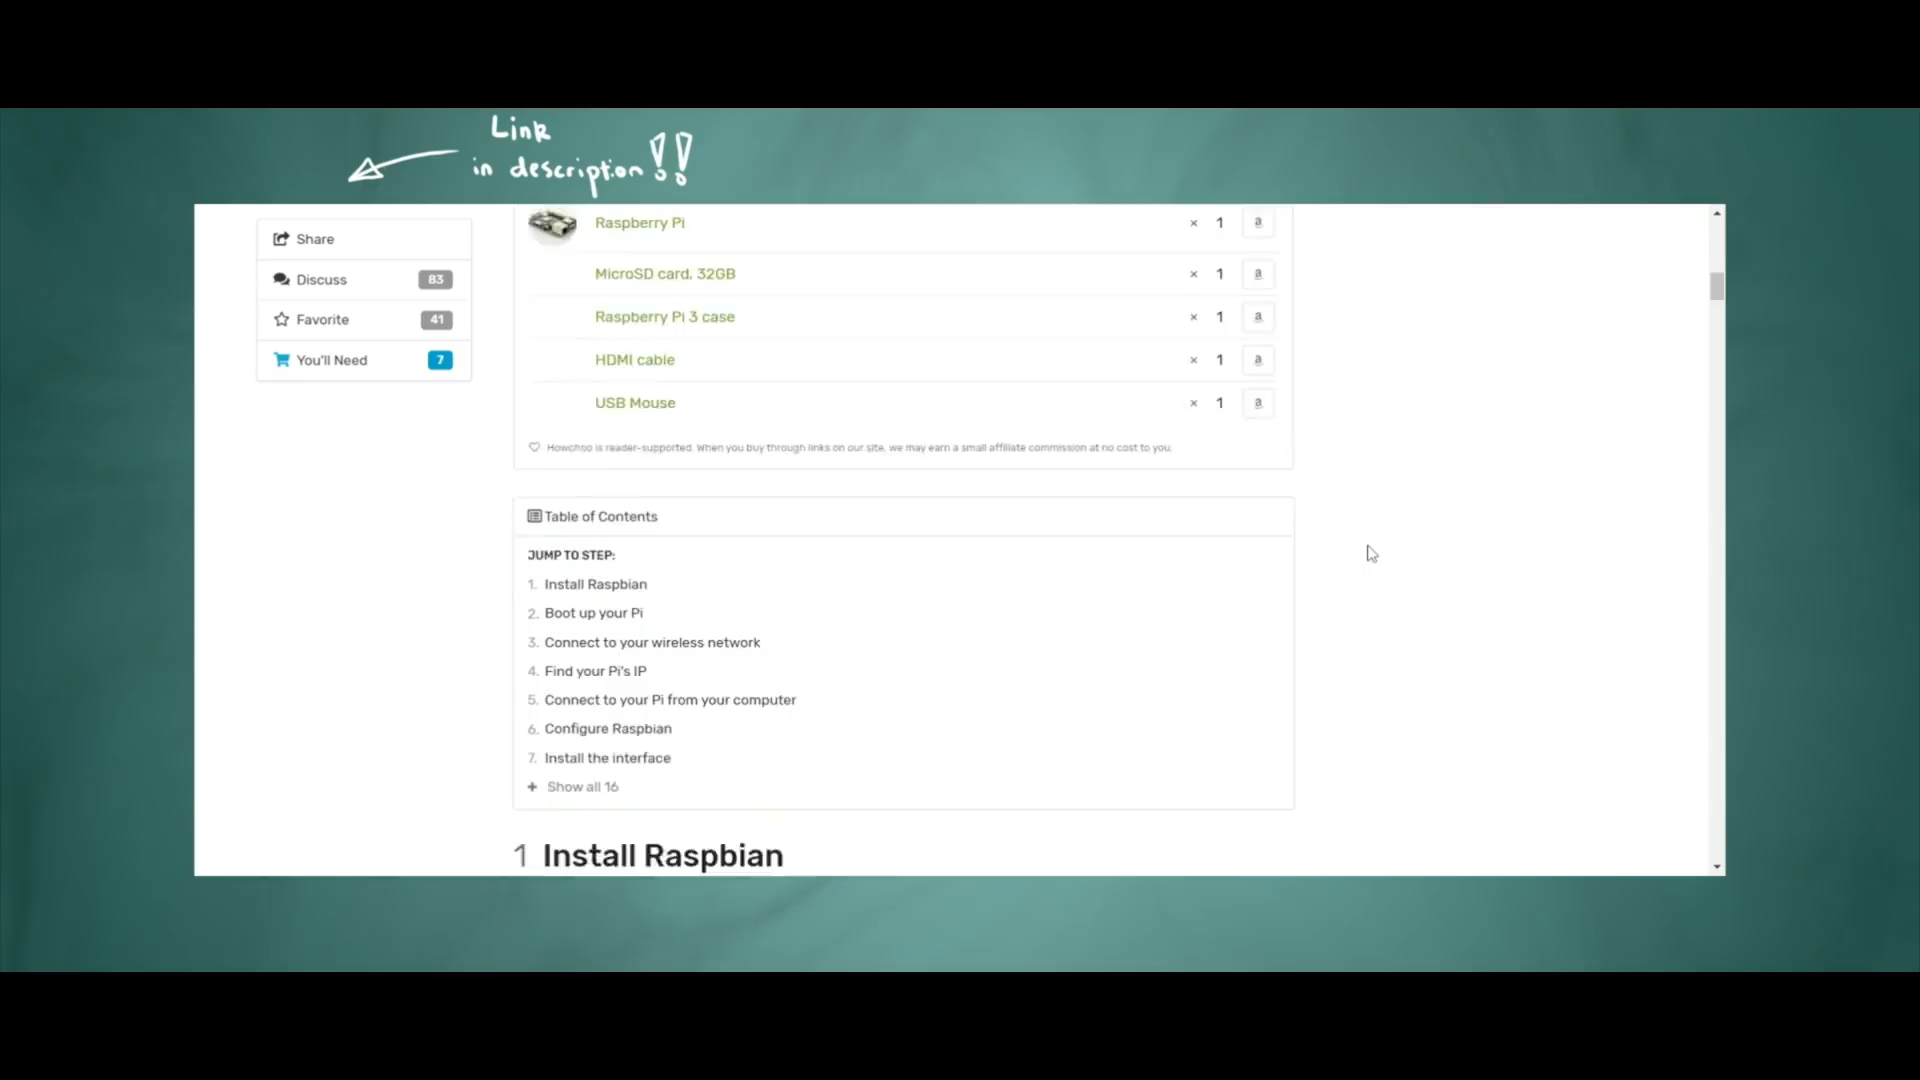 Link
in description!!
Share
Discuss 83
Favorite 41
You'll Need 7
Raspberry Pi × 1 a
MicroSD card, 32GB × 1 a
Raspberry Pi 3 case × 1 a
HDMI cable × 1 a
USB Mouse × 1 a
Howchoo is reader-supported. When you buy through links on our site, we may earn a small affiliate commission at no cost to you.
Table of Contents
JUMP TO STEP:
1. Install Raspbian
2. Boot up your Pi
3. Connect to your wireless network
4. Find your Pi's IP
5. Connect to your Pi from your computer
6. Configure Raspbian
7. Install the interface
+ Show all 16
1 Install Raspbian